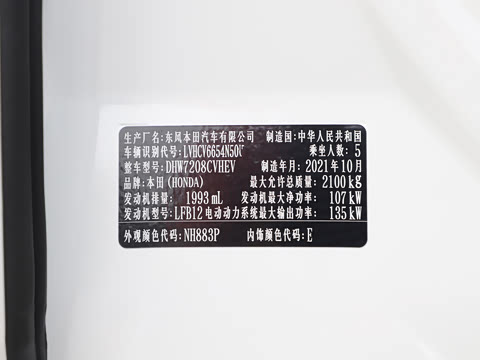 生产厂名:东风本田汽车有限公司 制造国:中华人民共和国
车辆识别代号:LVHCV6654N50 乘坐人数:5
整车型号:DHW7208CVHEV 制造年月:2021年10月
品牌:本田(HONDA) 最大允许总质量:2100kg
发动机排量:1993mL 发动机最大净功率:107kW
发动机型号:LFB12 电动动力系统最大输出功率:135kW
外观颜色代码:NH883P 内饰颜色代码:E